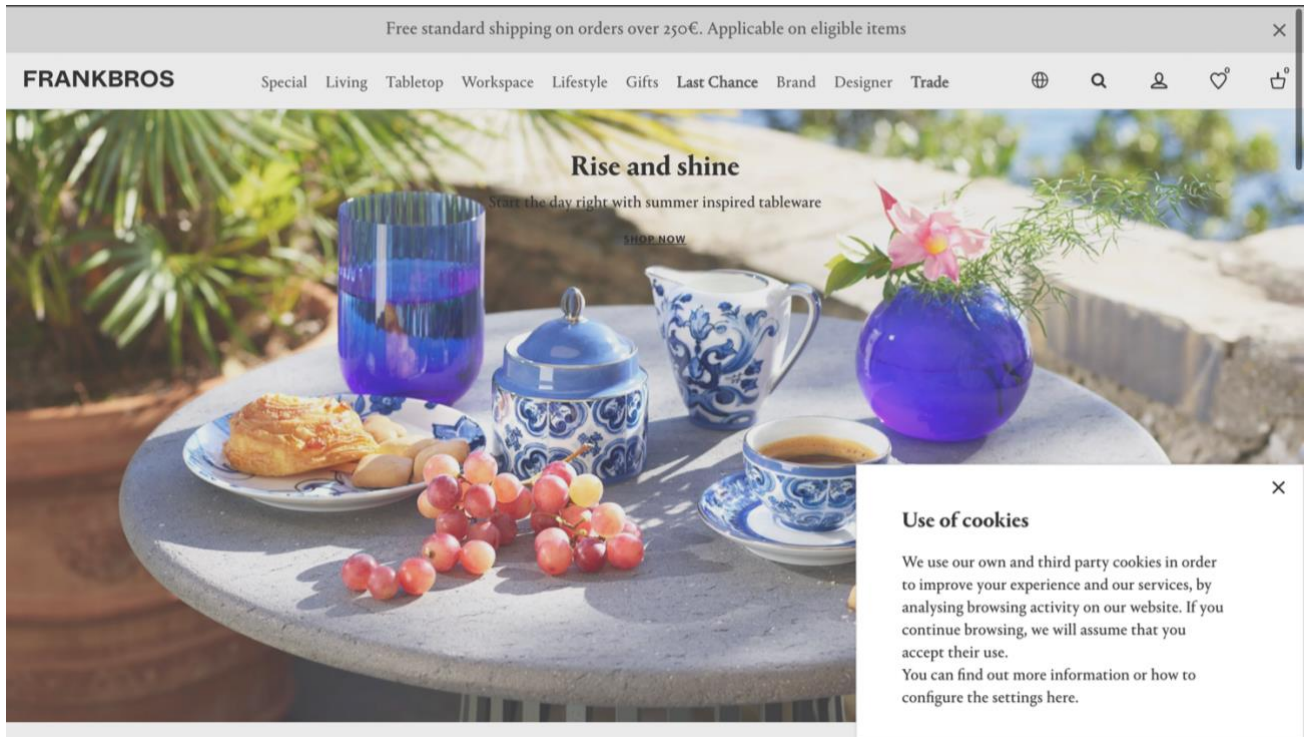 Free standard shipping on orders over 250€. Applicable on eligible items
FRANKBROS
Special Living Tabletop Workspace Lifestyle Gifts Last Chance Brand Designer Trade
0
0
Rise and shine
Start the day right with summer inspired tableware
SHOP NOW
Use of cookies
We use our own and third party cookies in order
to improve your experience and our services, by
analysing browsing activity on our website. If you
continue browsing, we will assume that you
accept their use.
You can find out more information or how to
configure the settings here.